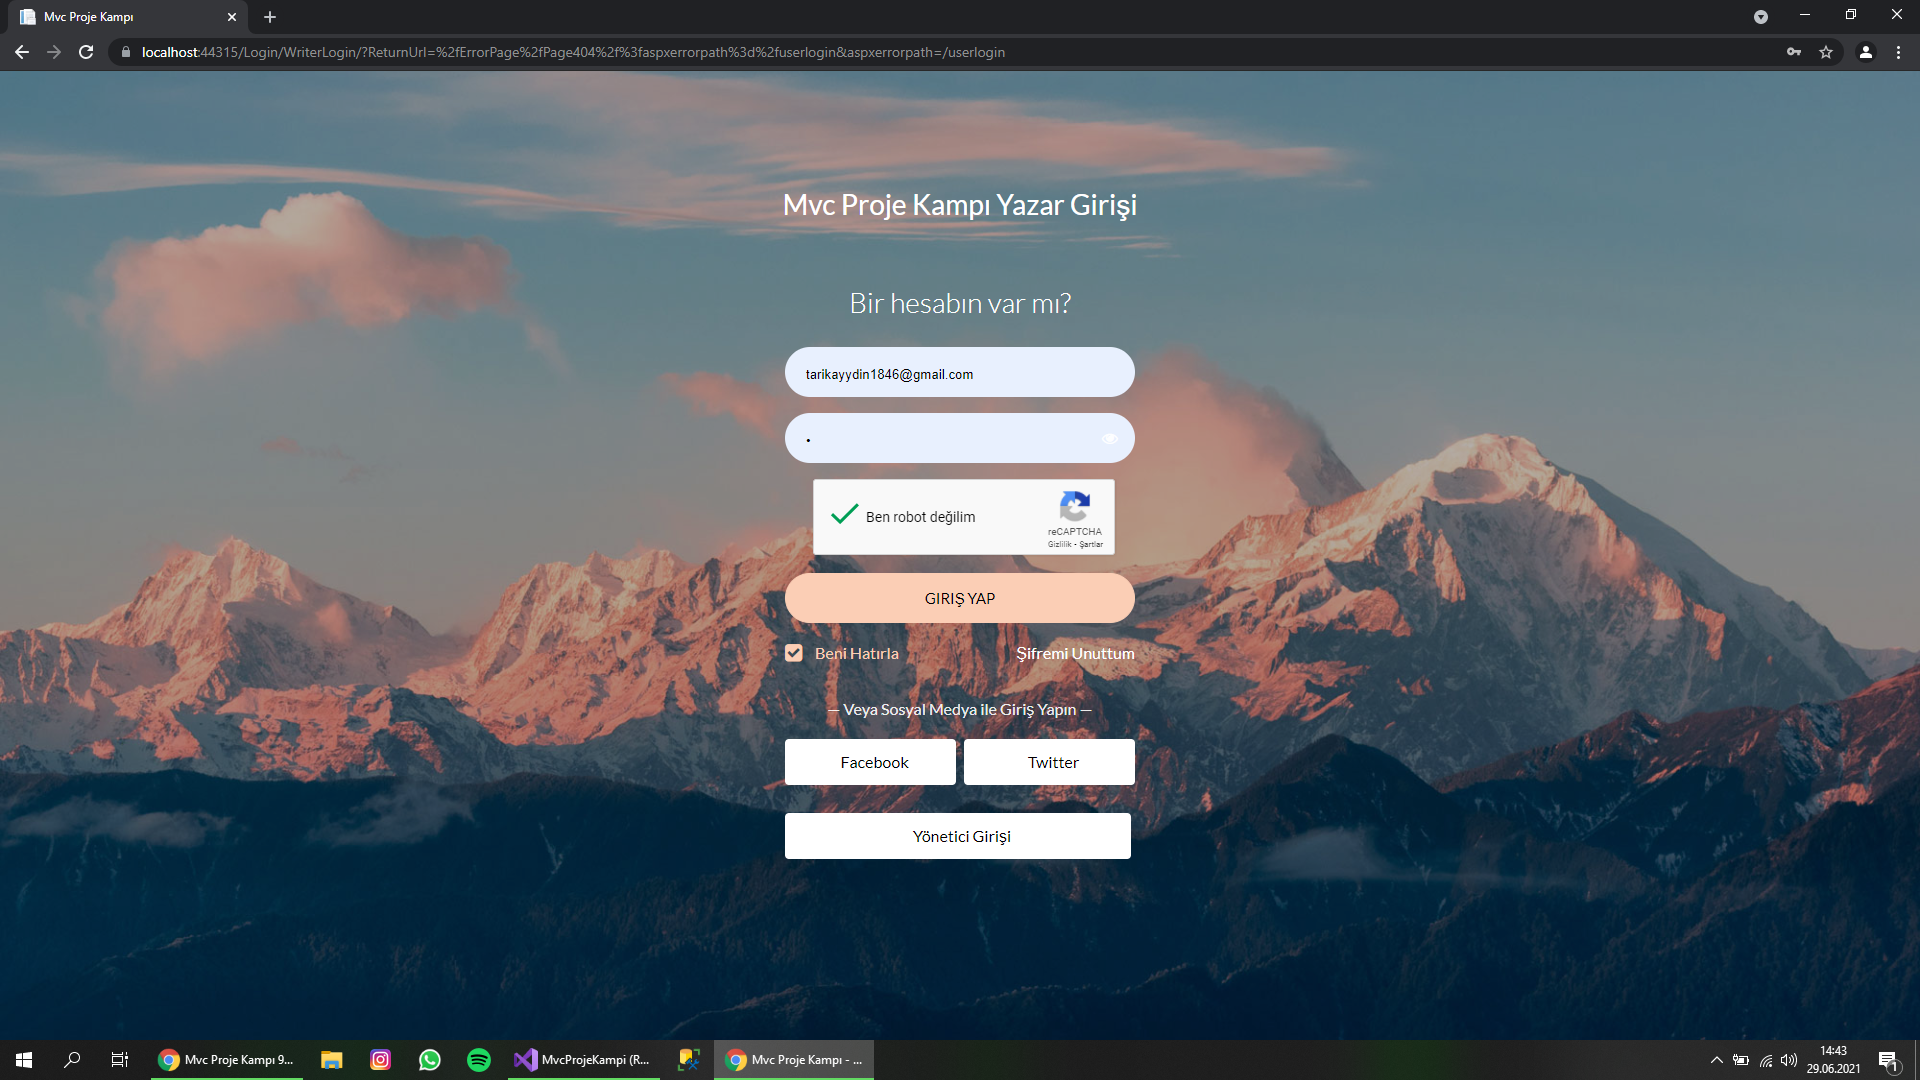 Mvc Proje Kampı
localhost:44315/Login/WriterLogin/?ReturnUrl=%2fErrorPage%2fPage404%2f%3faspxerrorpath%3d%2fuserlogin&aspxerrorpath=/userlogin
Mvc Proje Kampı Yazar Girişi
Bir hesabın var mı?
tarikayydin1846@gmail.com
Ben robot değilim
reCAPTCHA
Gizlilik - Şartlar
GIRIŞ YAP
Beni Hatırla Şifremi Unuttum
— Veya Sosyal Medya ile Giriş Yapın —
Facebook Twitter
Yönetici Girişi
Mvc Proje Kampı 9... MvcProjeKampi (R... Mvc Proje Kampı - ...
14:43
29.06.2021
1